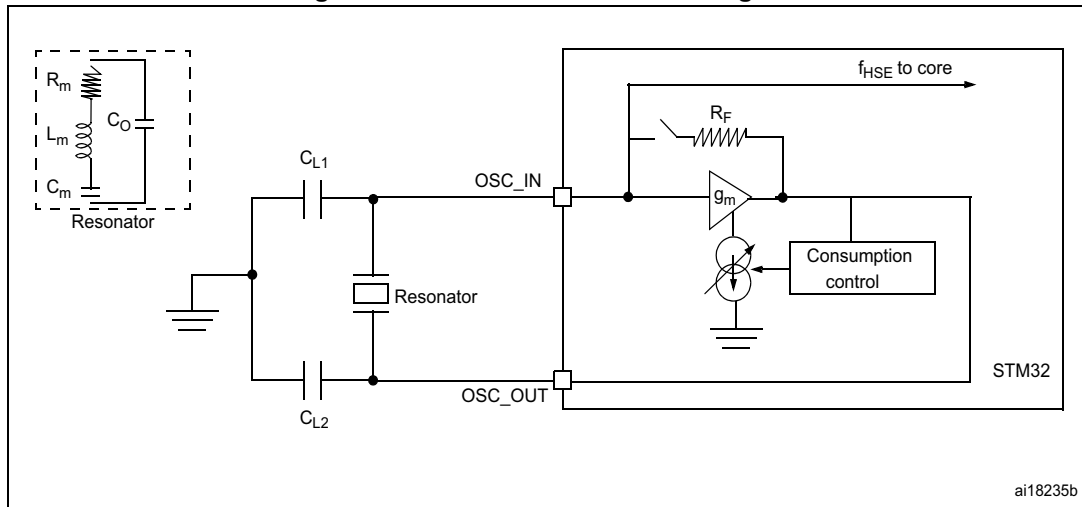 R_m
L_m
C_m
C_O
Resonator
C_L1
C_L2
Resonator
OSC_IN
OSC_OUT
f_HSE to core
R_F
g_m
Consumption
control
STM32
ai18235b